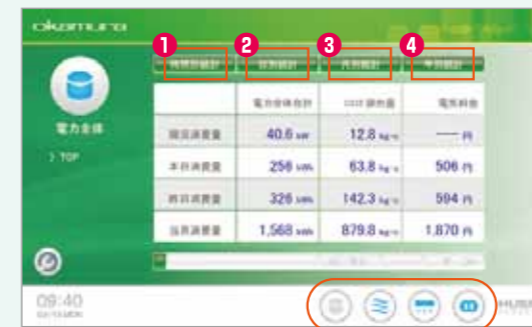 okamura
1 2 3 4
時間別統計 日別統計 月別統計 年別統計
電力全体合計 CO2 排出量 電気料金
電力全体
現況消費量 40.6 kW 12.8 kg-c ---- 円
> TOP
本日消費量 256 kWh 63.8 kg-c 506 円
昨日消費量 326 kWh 142.3 kg-c 594 円
当月消費量 1,568 kWh 879.8 kg-c 1,870 円
09:40